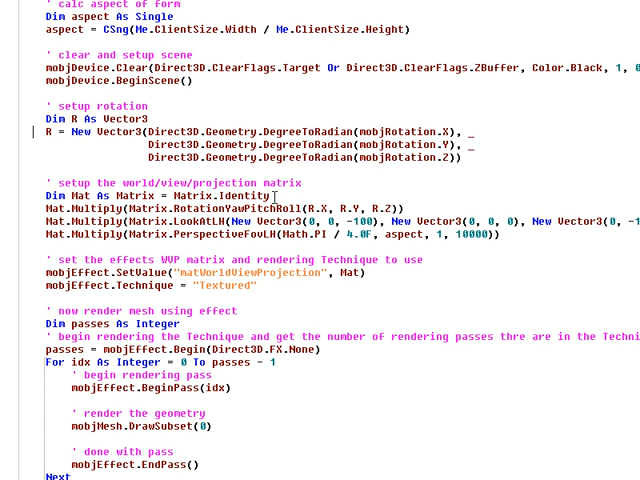 ' calc aspect of form
Dim aspect As Single
aspect = CSng(Me.ClientSize.Width / Me.ClientSize.Height)
' clear and setup scene
mobjDevice.Clear(Direct3D.ClearFlags.Target Or Direct3D.ClearFlags.ZBuffer, Color.Black, 1, 0
mobjDevice.BeginScene()
' setup rotation
Dim R As Vector3
R = New Vector3(Direct3D.Geometry.DegreeToRadian(mobjRotation.X), _
Direct3D.Geometry.DegreeToRadian(mobjRotation.Y), _
Direct3D.Geometry.DegreeToRadian(mobjRotation.Z))
' setup the world/view/projection matrix
Dim Mat As Matrix = Matrix.Identity
Mat.Multiply(Matrix.RotationYawPitchRoll(R.X, R.Y, R.Z))
Mat.Multiply(Matrix.LookAtLH(New Vector3(0, 0, -100), New Vector3(0, 0, 0), New Vector3(0, -1
Mat.Multiply(Matrix.PerspectiveFovLH(Math.PI / 4.0F, aspect, 1, 10000))
' set the effects WVP matrix and rendering Technique to use
mobjEffect.SetValue("matWorldViewProjection", Mat)
mobjEffect.Technique = "Textured"
' now render mesh using effect
Dim passes As Integer
' begin rendering the Technique and get the number of rendering passes thre are in the Techni
passes = mobjEffect.Begin(Direct3D.FX.None)
For idx As Integer = 0 To passes - 1
' begin rendering pass
mobjEffect.BeginPass(idx)
' render the geometry
mobjMesh.DrawSubset(0)
' done with pass
mobjEffect.EndPass()
Next